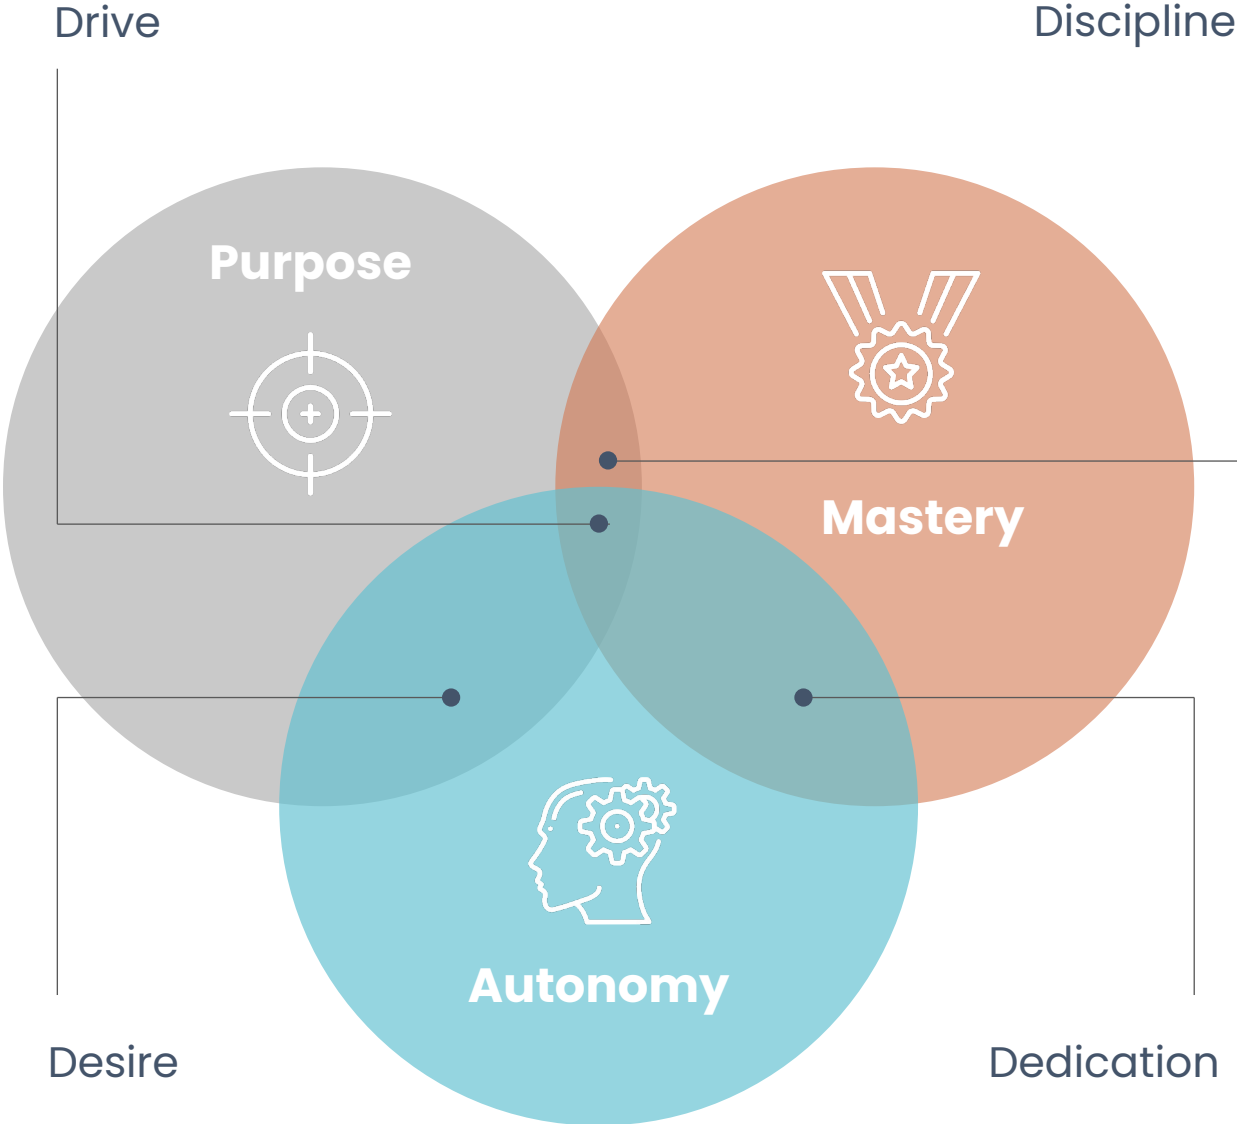 Drive
Discipline
Purpose
Mastery
Autonomy
Desire
Dedication